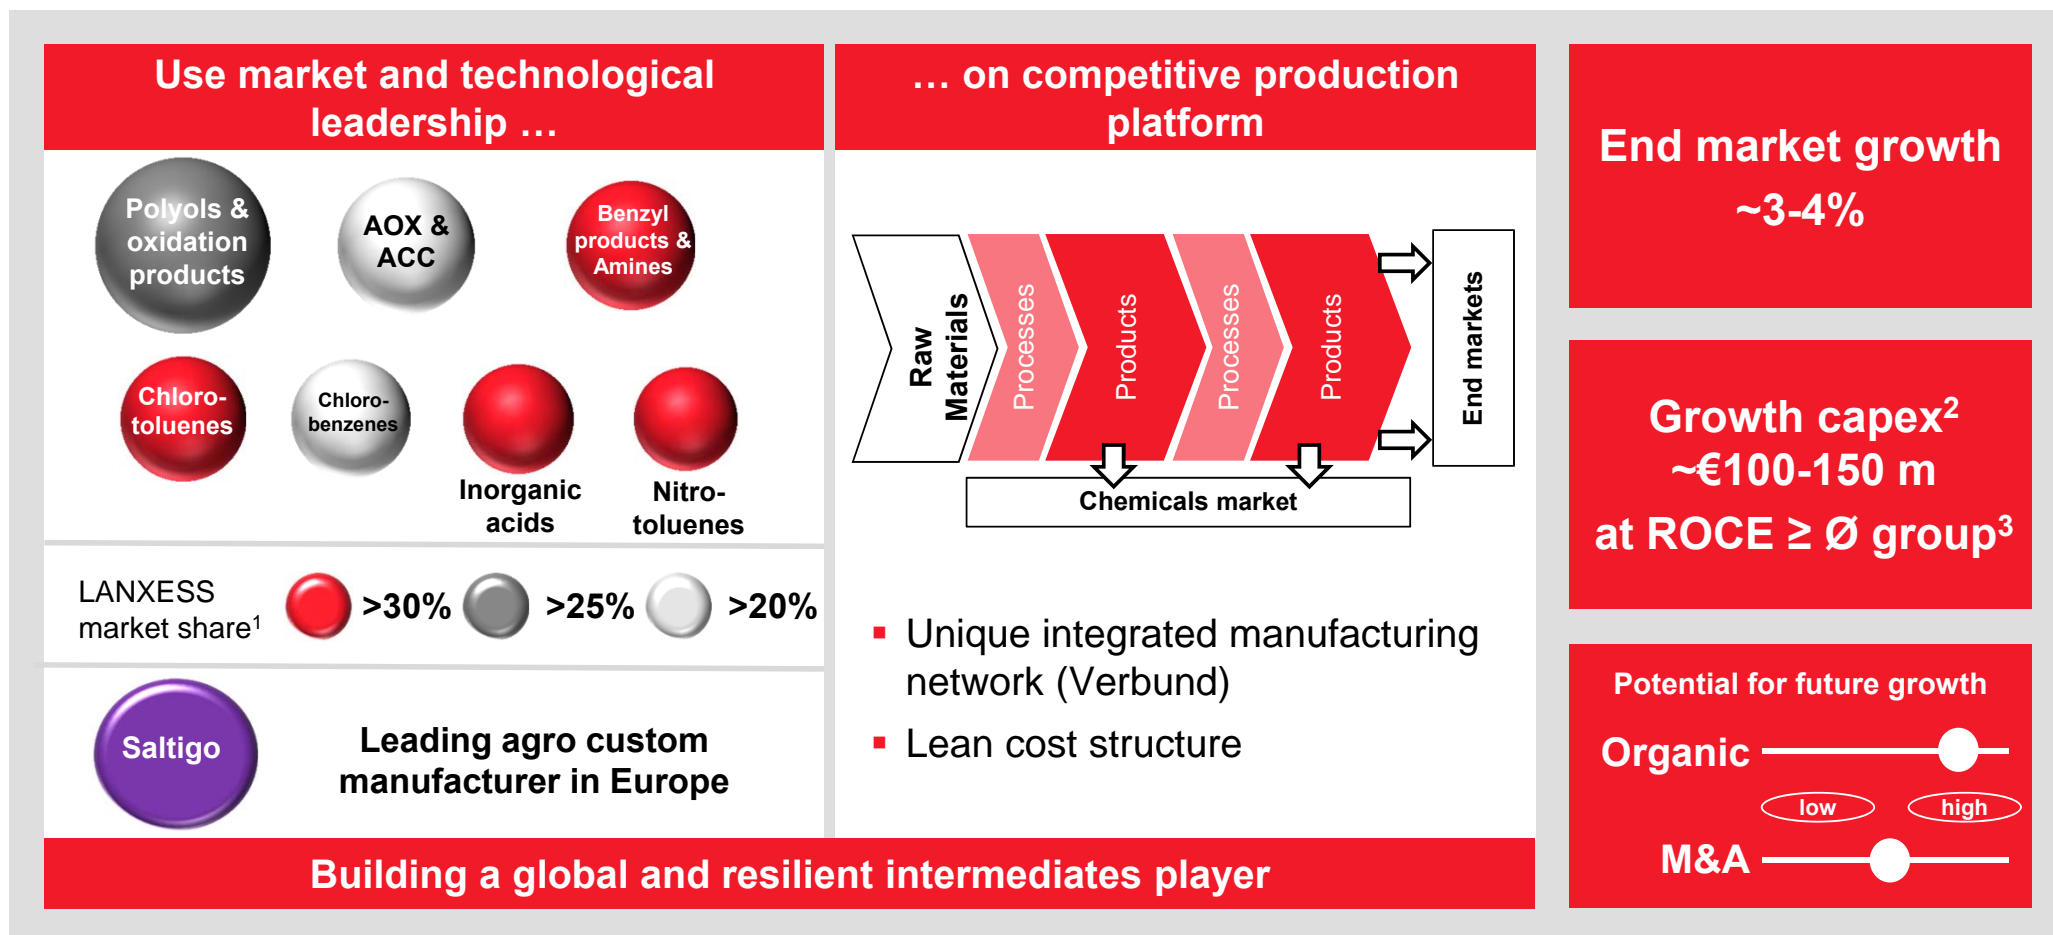 Use market and technological
leadership …
Polyols &
oxidation
products
AOX &
ACC
Benzyl
products &
Amines
Chloro-
toluenes
Chloro-
benzenes
Inorganic
acids
Nitro-
toluenes
LANXESS
market share1
>30%
>25%
>20%
Saltigo
Leading agro custom
manufacturer in Europe
… on competitive production
platform
Raw
Materials
Processes
Products
Processes
Products
End markets
Chemicals market
▪ Unique integrated manufacturing
network (Verbund)
▪ Lean cost structure
Building a global and resilient intermediates player
End market growth
~3-4%
Growth capex2
~€100-150 m
at ROCE ≥ Ø group3
Potential for future growth
Organic
low
high
M&A